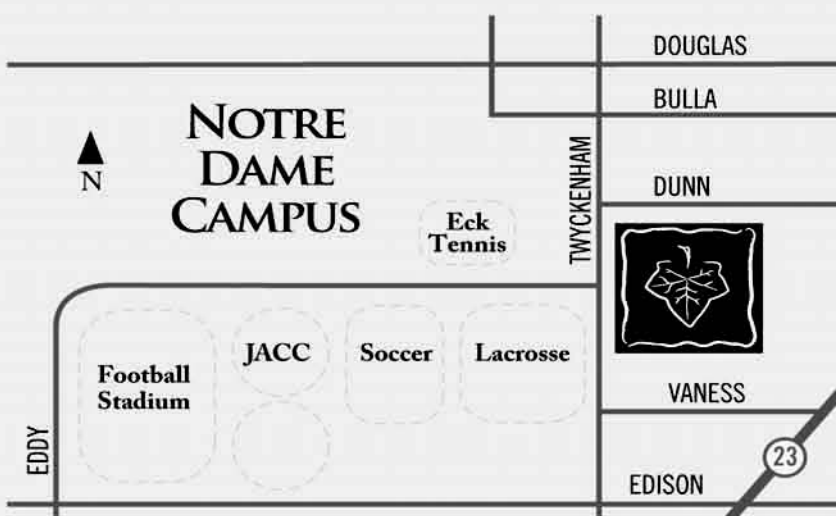 DOUGLAS
BULLA
NOTRE
DAME
CAMPUS
N
TWYCKENHAM
DUNN
Eck
Tennis
JACC
Soccer
Lacrosse
Football
Stadium
VANESS
EDDY
23
EDISON